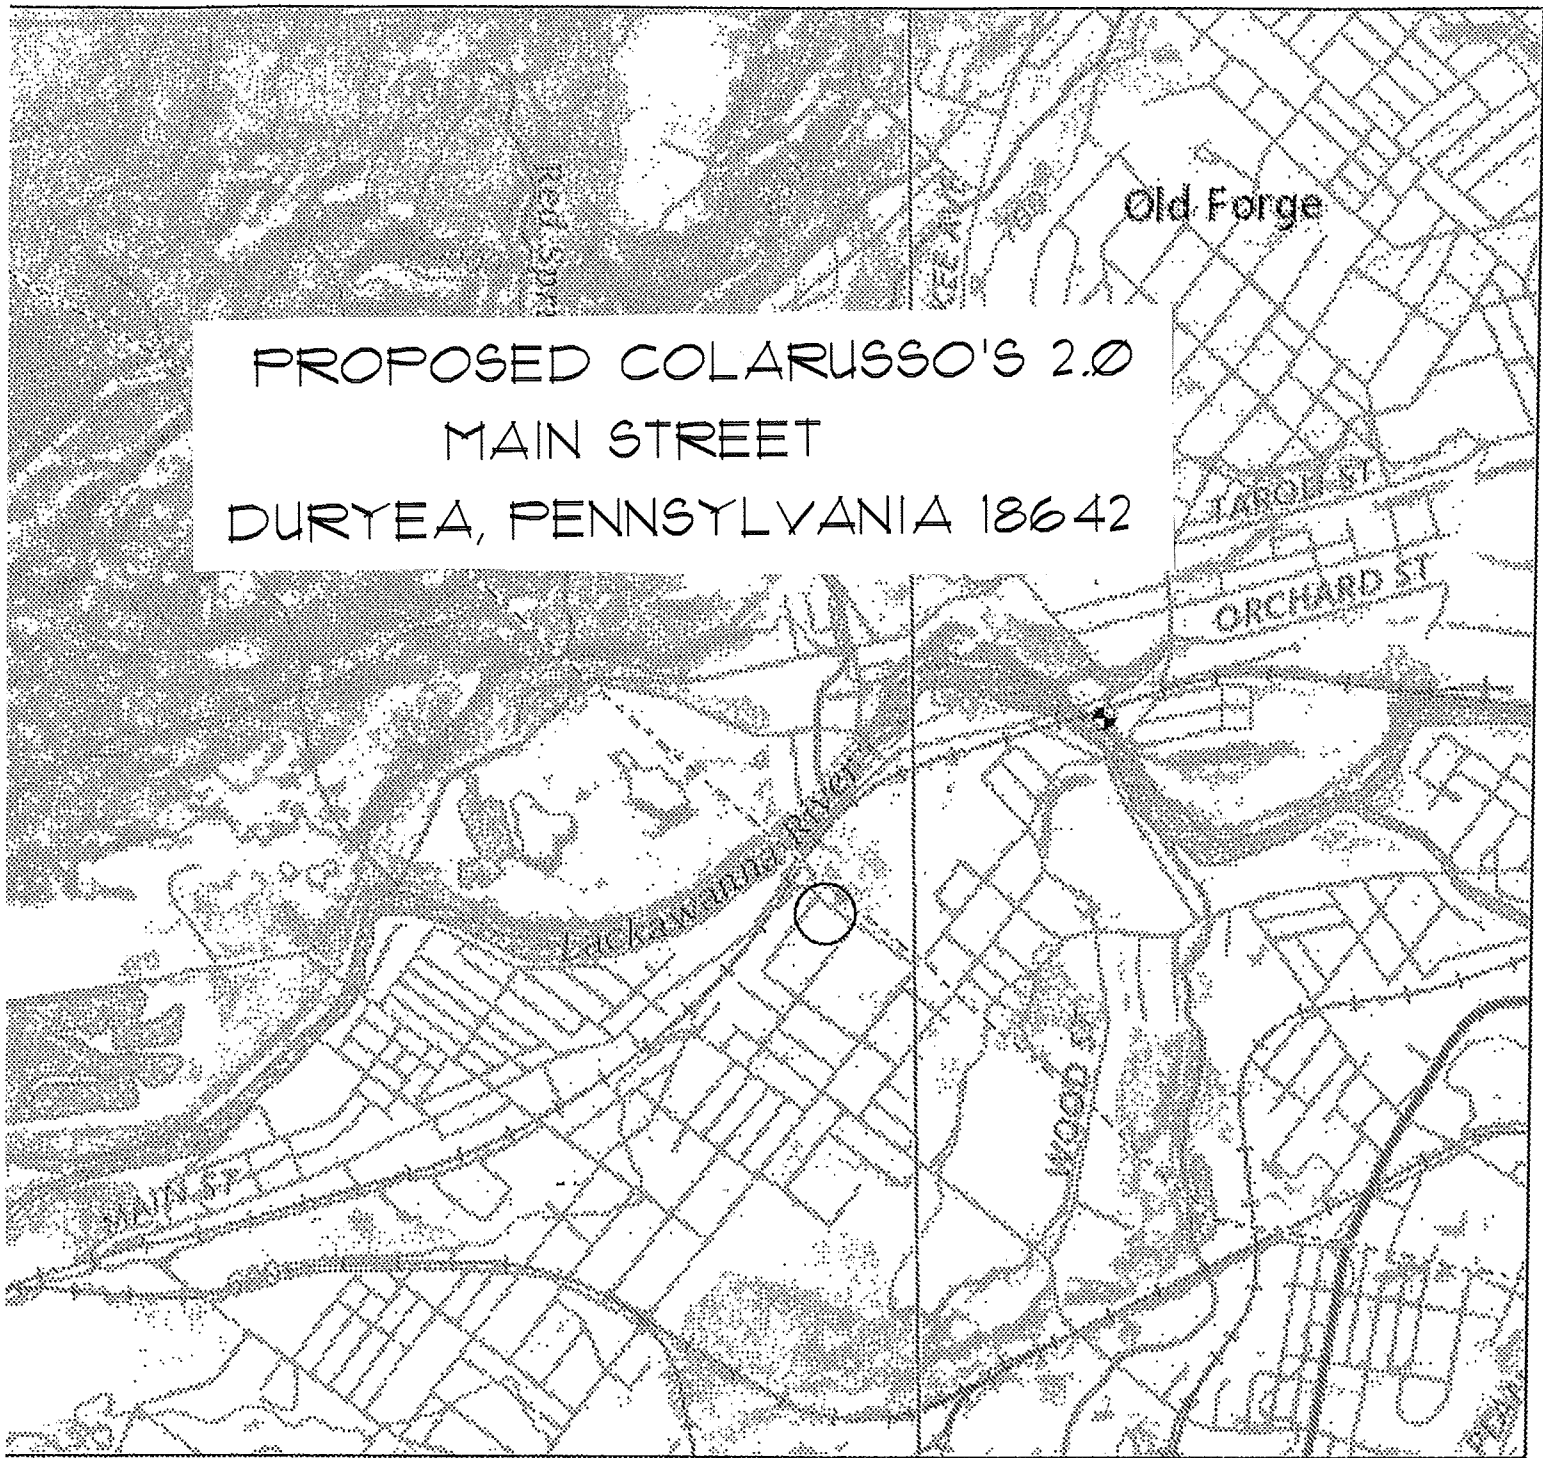 Old Forge
PROPOSED COLARUSSO'S 2.0
MAIN STREET
DURYEA, PENNSYLVANIA 18642
ORCHARD ST
Lackawanna River
WOOD ST
MAIN ST